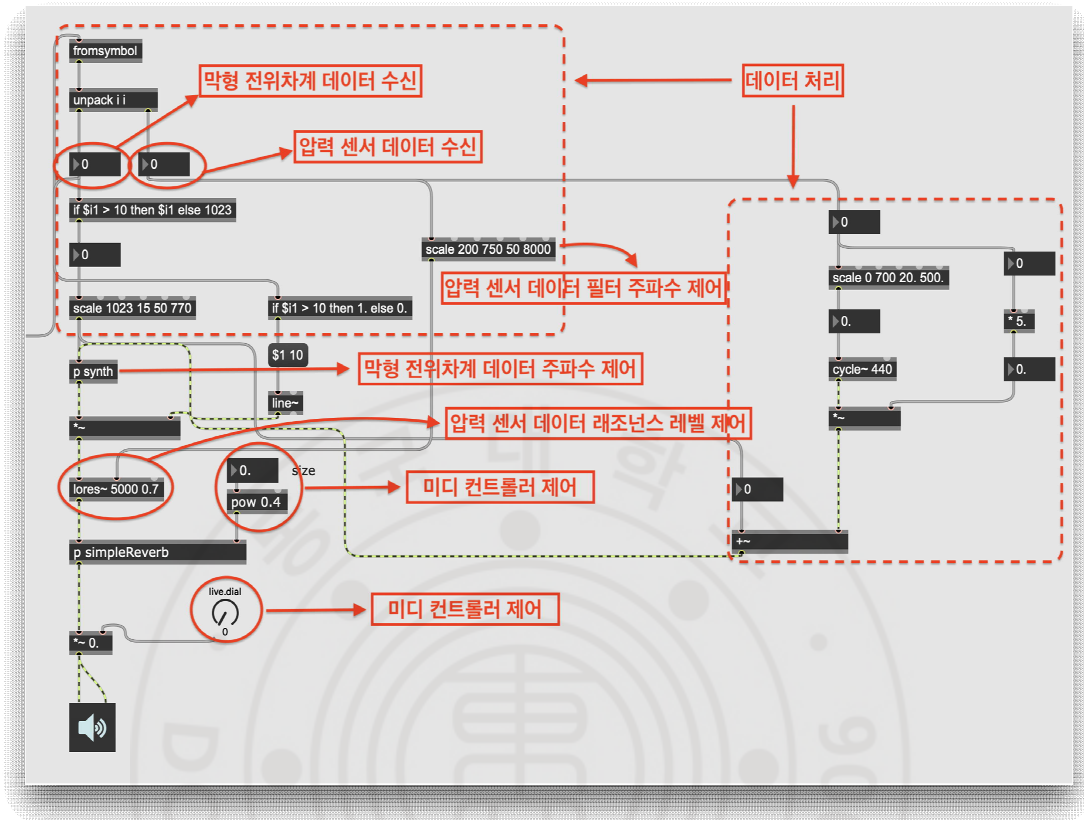 fromsymbol
데이터 처리
막형 전위차계 데이터 수신
unpack i i
압력 센서 데이터 수신
0
0
if $i1 > 10 then $i1 else 1023
0
scale 200 750 50 8000
0
0
scale 0 700 20. 500.
압력 센서 데이터 필터 주파수 제어
scale 1023 15 50 770
if $i1 > 10 then 1. else 0.
0.
* 5.
$1 10
p synth
막형 전위차계 데이터 주파수 제어
cycle~ 440
0.
line~
*~
압력 센서 데이터 래조넌스 레벨 제어
*~
0.
size
lores~ 5000 0.7
pow 0.4
미디 컨트롤러 제어
0
p simpleReverb
+~
live.dial
0
미디 컨트롤러 제어
*~ 0.
국대학
D
90